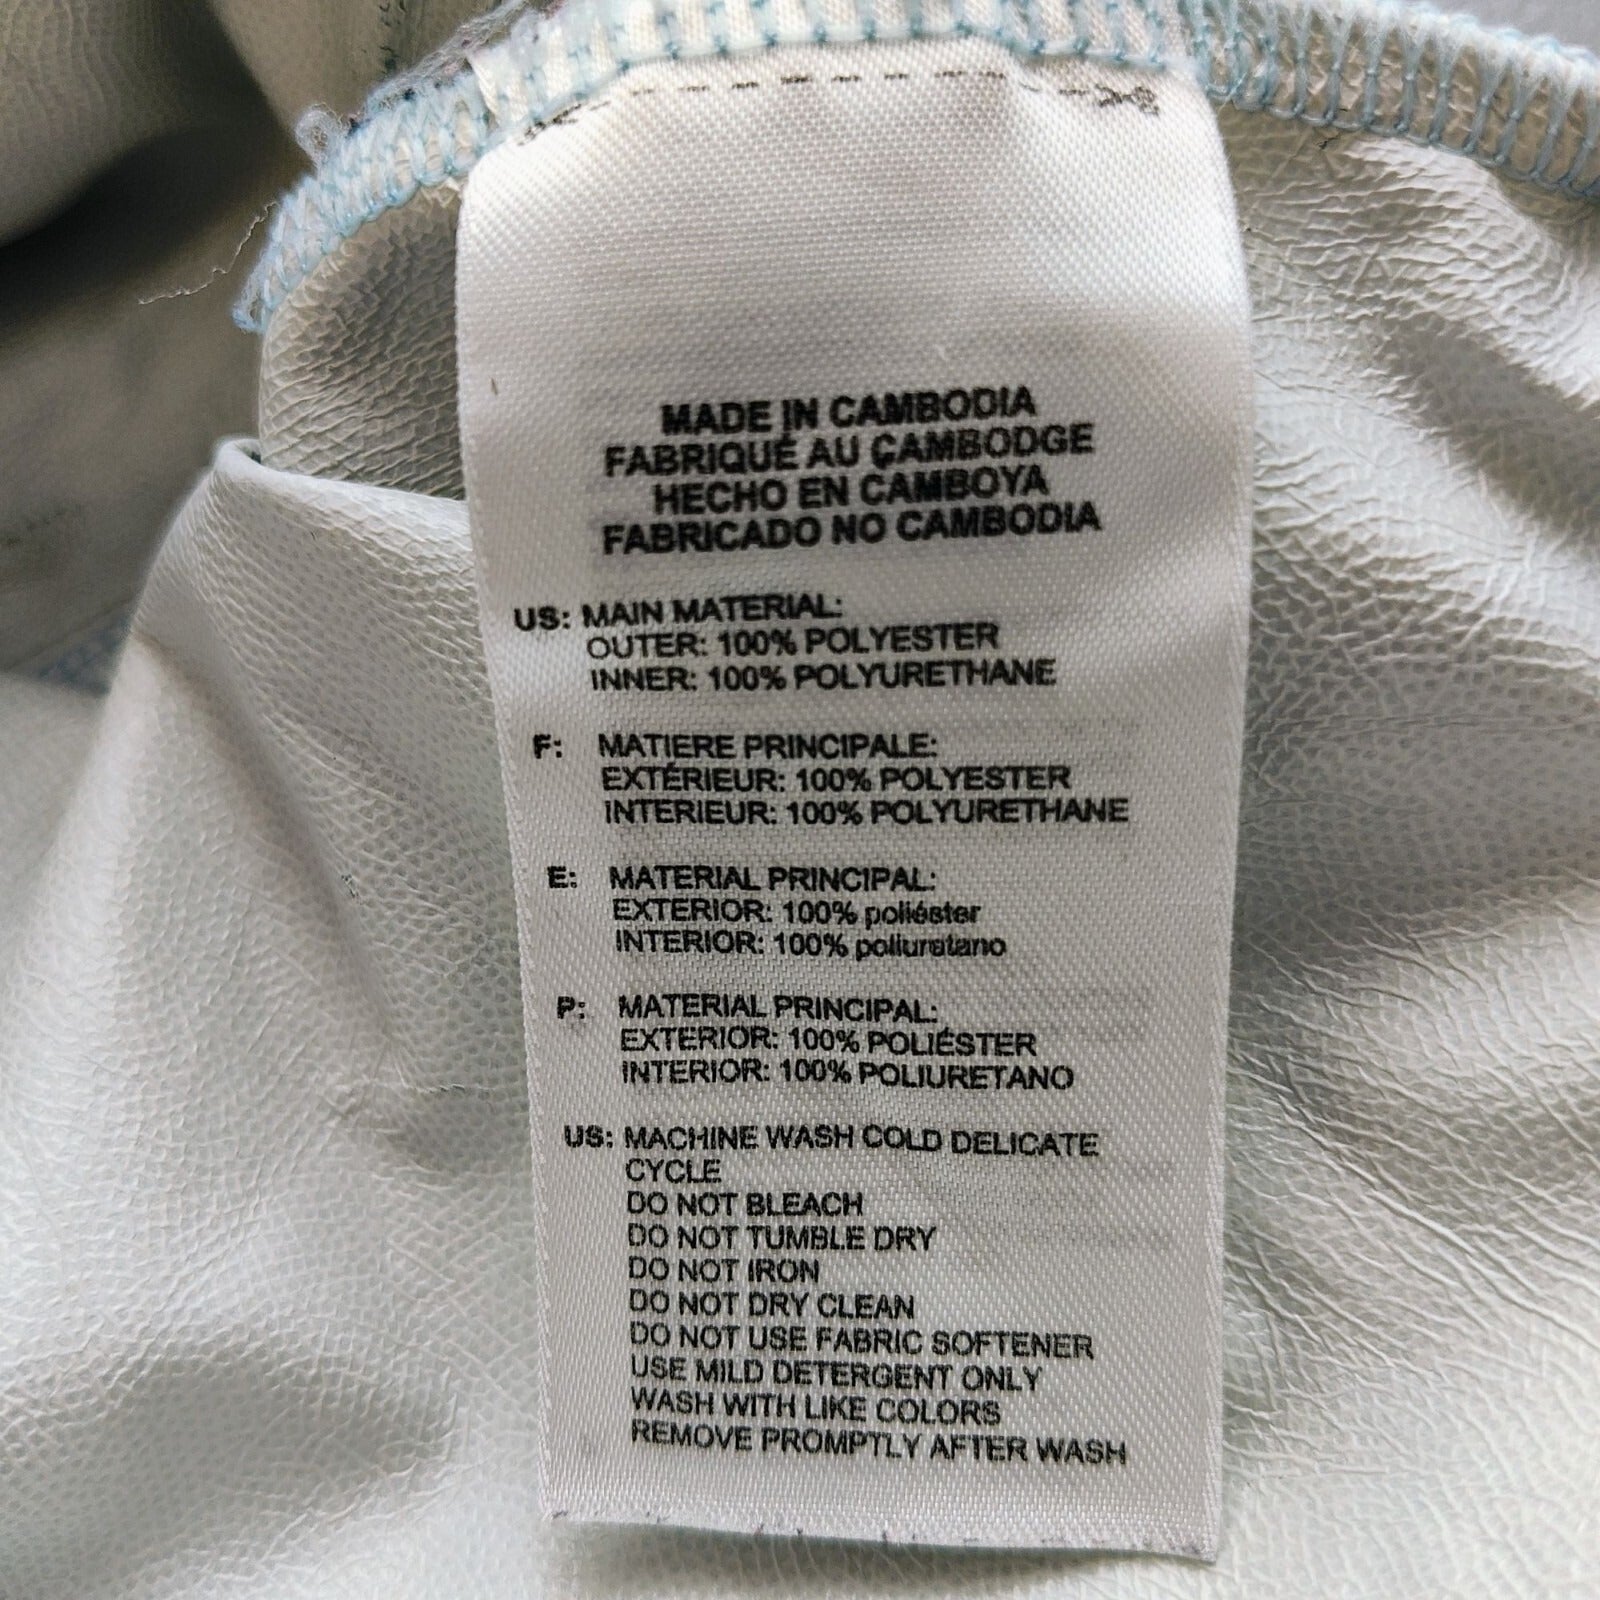 MADE IN CAMBODIA
FABRIQUÉ AU CAMBODGE
HECHO EN CAMBOYA
FABRICADO NO CAMBODIA
US: MAIN MATERIAL:
OUTER: 100% POLYESTER
INNER: 100% POLYURETHANE
F: MATIERE PRINCIPALE:
EXTÉRIEUR: 100% POLYESTER
INTERIEUR: 100% POLYURETHANE
E: MATERIAL PRINCIPAL:
EXTERIOR: 100% poliéster
INTERIOR: 100% poliuretano
P: MATERIAL PRINCIPAL:
EXTERIOR: 100% POLIÉSTER
INTERIOR: 100% POLIURETANO
US: MACHINE WASH COLD DELICATE
CYCLE
DO NOT BLEACH
DO NOT TUMBLE DRY
DO NOT IRON
DO NOT DRY CLEAN
DO NOT USE FABRIC SOFTENER
USE MILD DETERGENT ONLY
WASH WITH LIKE COLORS
REMOVE PROMPTLY AFTER WASH